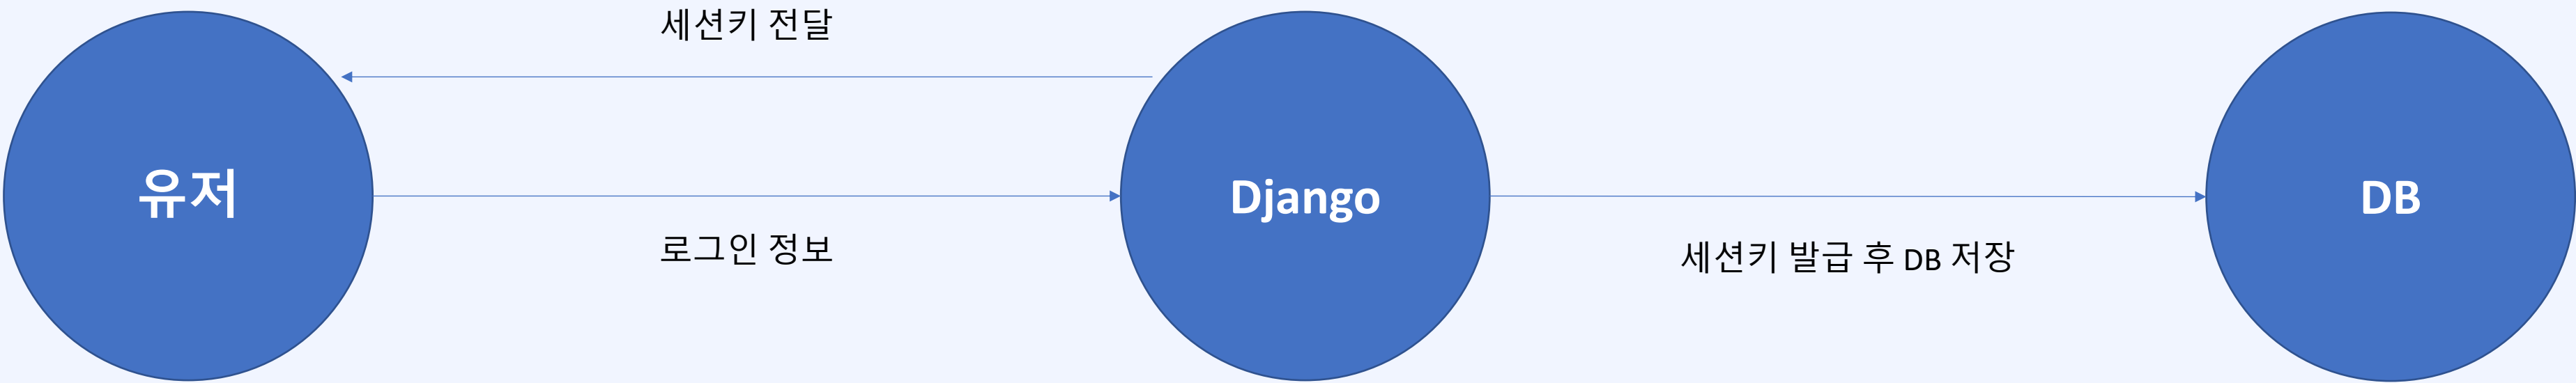 세션키 전달
유저
Django
DB
로그인 정보
세션키 발급 후 DB 저장